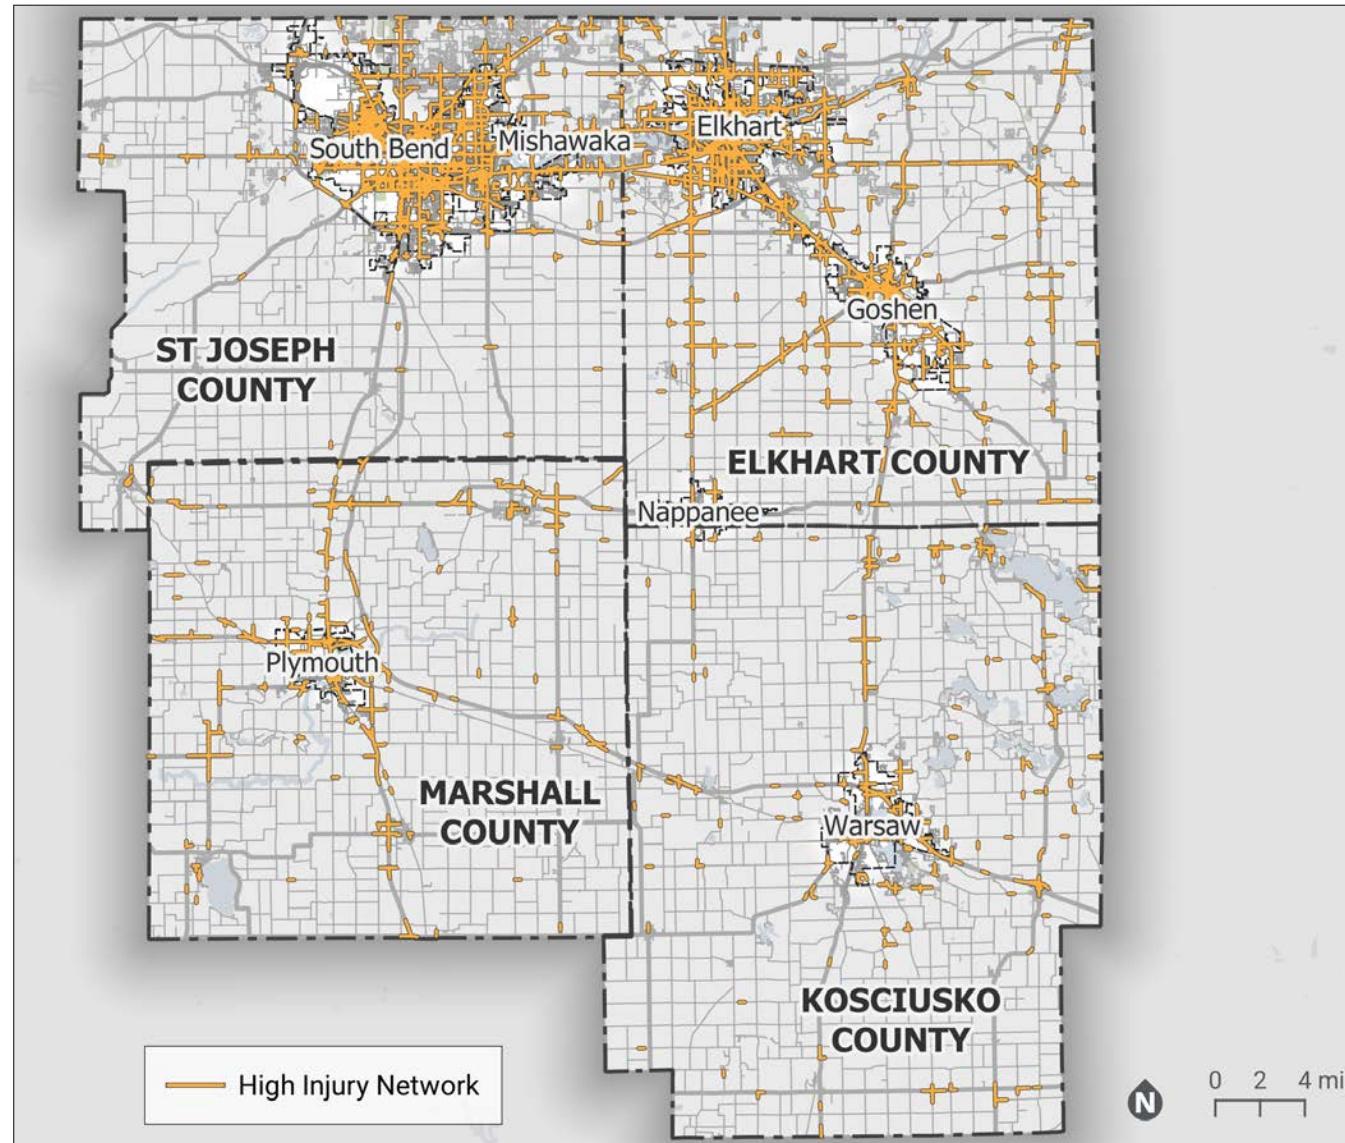 South Bend
Mishawaka
Elkhart
Goshen
ST JOSEPH
COUNTY
ELKHART COUNTY
Nappanee
Plymouth
MARSHALL
COUNTY
Warsaw
KOSCIUSKO
COUNTY
High Injury Network
N
0 2 4 mi